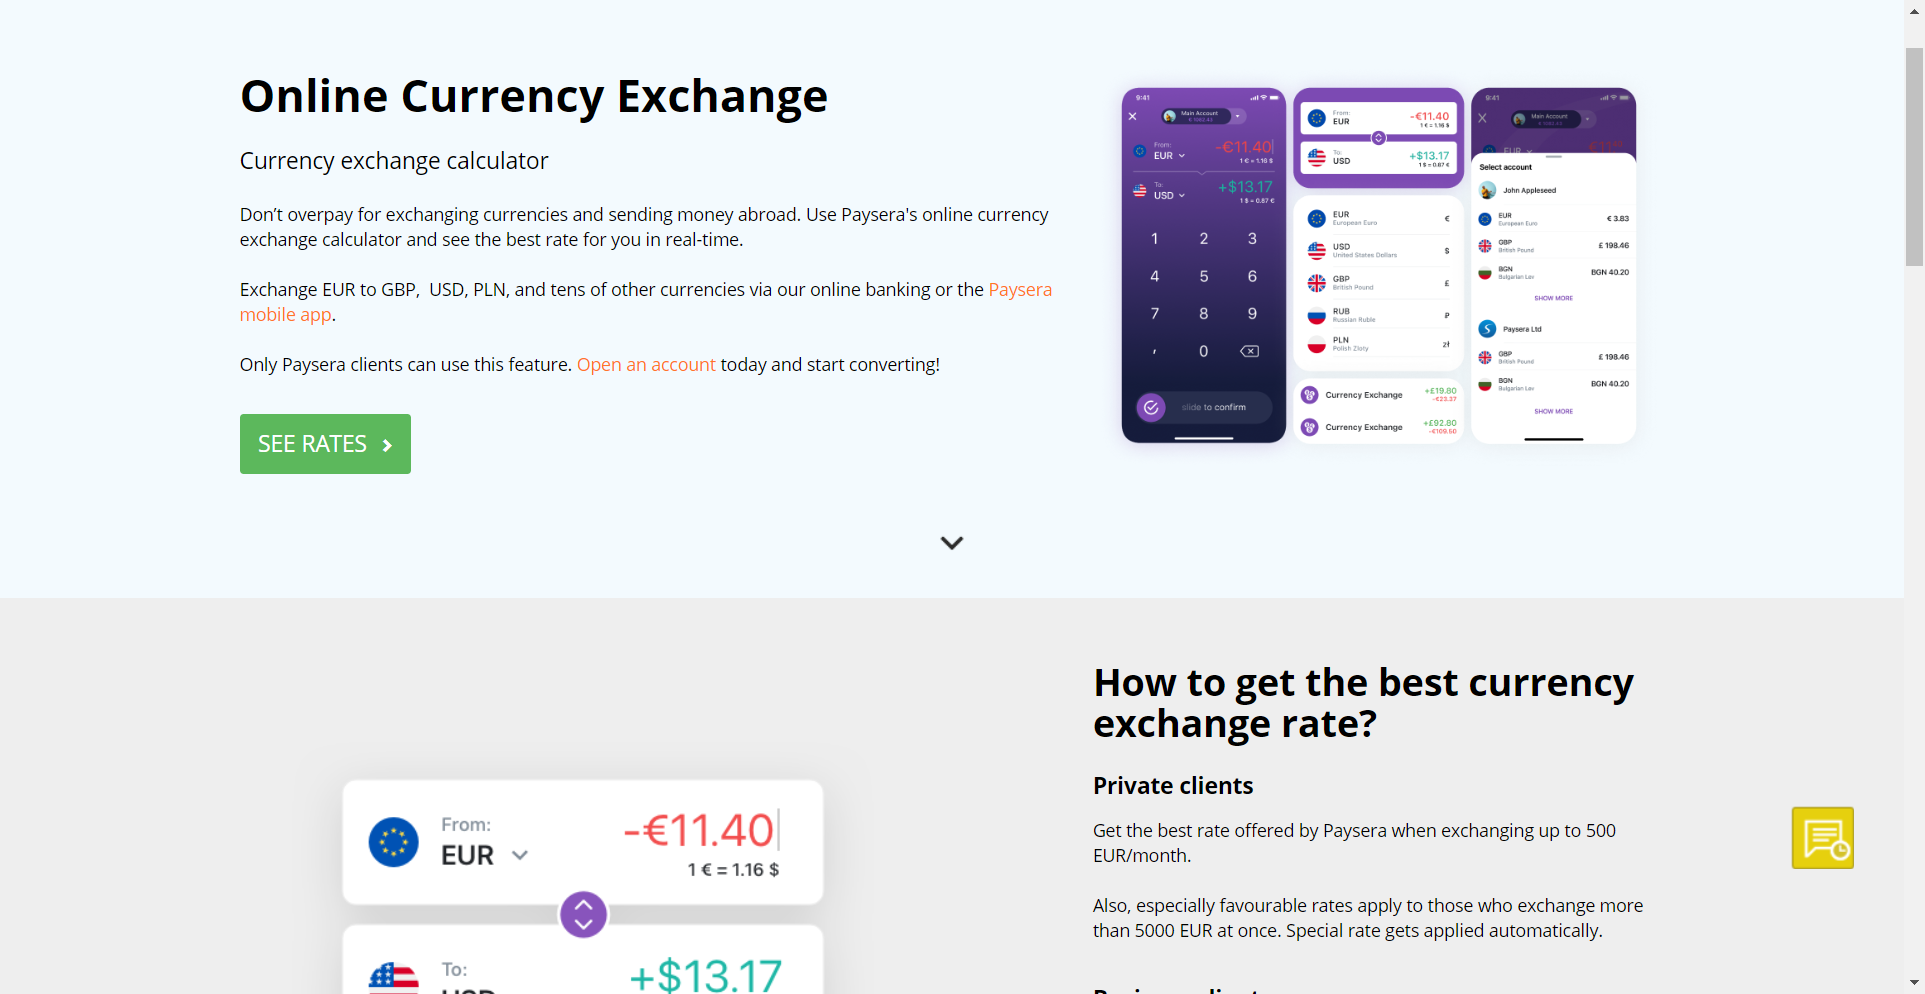 Online Currency Exchange
Currency exchange calculator
Don’t overpay for exchanging currencies and sending money abroad. Use Paysera's online currency
exchange calculator and see the best rate for you in real-time.
Exchange EUR to GBP,  USD, PLN, and tens of other currencies via our online banking or the Paysera
mobile app.
Only Paysera clients can use this feature. Open an account today and start converting!
SEE RATES
9:41
Main Account
From:
EUR
-€11.40
1 € = 1.16 $
To:
USD
+$13.17
1 $ = 0.87 €
1 2 3
4 5 6
7 8 9
, 0
slide to confirm
From:
EUR
-€11.40
1 € = 1.16 $
To:
USD
+$13.17
1 $ = 0.87 €
EUR
European Euro
€
USD
United States Dollars
$
GBP
British Pound
£
RUB
Russian Ruble
₽
PLN
Polish Zloty
zł
Currency Exchange
+£19.80
-€23.37
Currency Exchange
+£92.80
-€109.60
9:41
Main Account
EUR
Select account
John Appleseed
EUR
European Euro
€ 3.83
GBP
British Pound
£ 198.46
BGN
Bulgarian Lev
BGN 40.20
SHOW MORE
Paysera Ltd
GBP
British Pound
£ 198.46
BGN
Bulgarian Lev
BGN 40.20
SHOW MORE
How to get the best currency
exchange rate?
Private clients
Get the best rate offered by Paysera when exchanging up to 500
EUR/month.
Also, especially favourable rates apply to those who exchange more
than 5000 EUR at once. Special rate gets applied automatically.
From:
EUR
-€11.40
1 € = 1.16 $
To:
USD
+$13.17